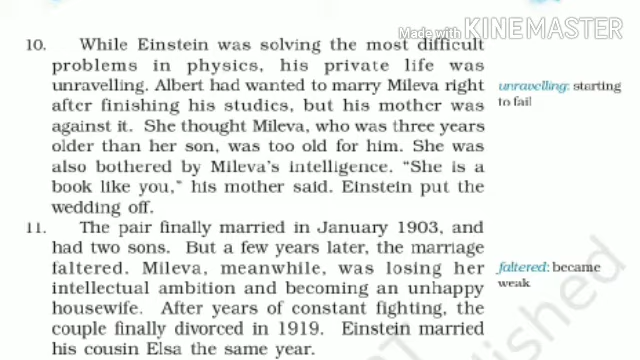 Made with KINEMASTER
10. While Einstein was solving the most difficult
problems in physics, his private life was
unravelling. Albert had wanted to marry Mileva right
after finishing his studies, but his mother was
against it. She thought Mileva, who was three years
older than her son, was too old for him. She was
also bothered by Mileva's intelligence. "She is a
book like you," his mother said. Einstein put the
wedding off.
unravelling: starting
to fail
11. The pair finally married in January 1903, and
had two sons. But a few years later, the marriage
faltered. Mileva, meanwhile, was losing her
intellectual ambition and becoming an unhappy
housewife. After years of constant fighting, the
couple finally divorced in 1919. Einstein married
his cousin Elsa the same year.
faltered: became
weak